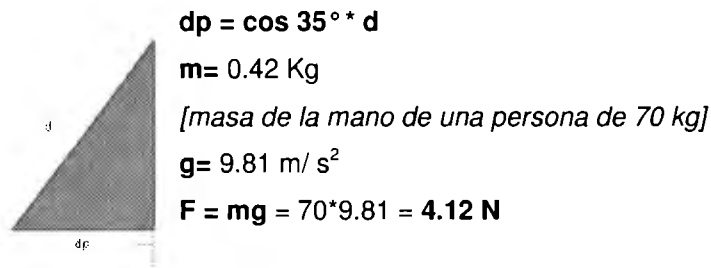 dp = cos 35°* d
m= 0.42 Kg
[masa de la mano de una persona de 70 kg]
d
g= 9.81 m/ s²
F = mg = 70*9.81 = 4.12 N
dp